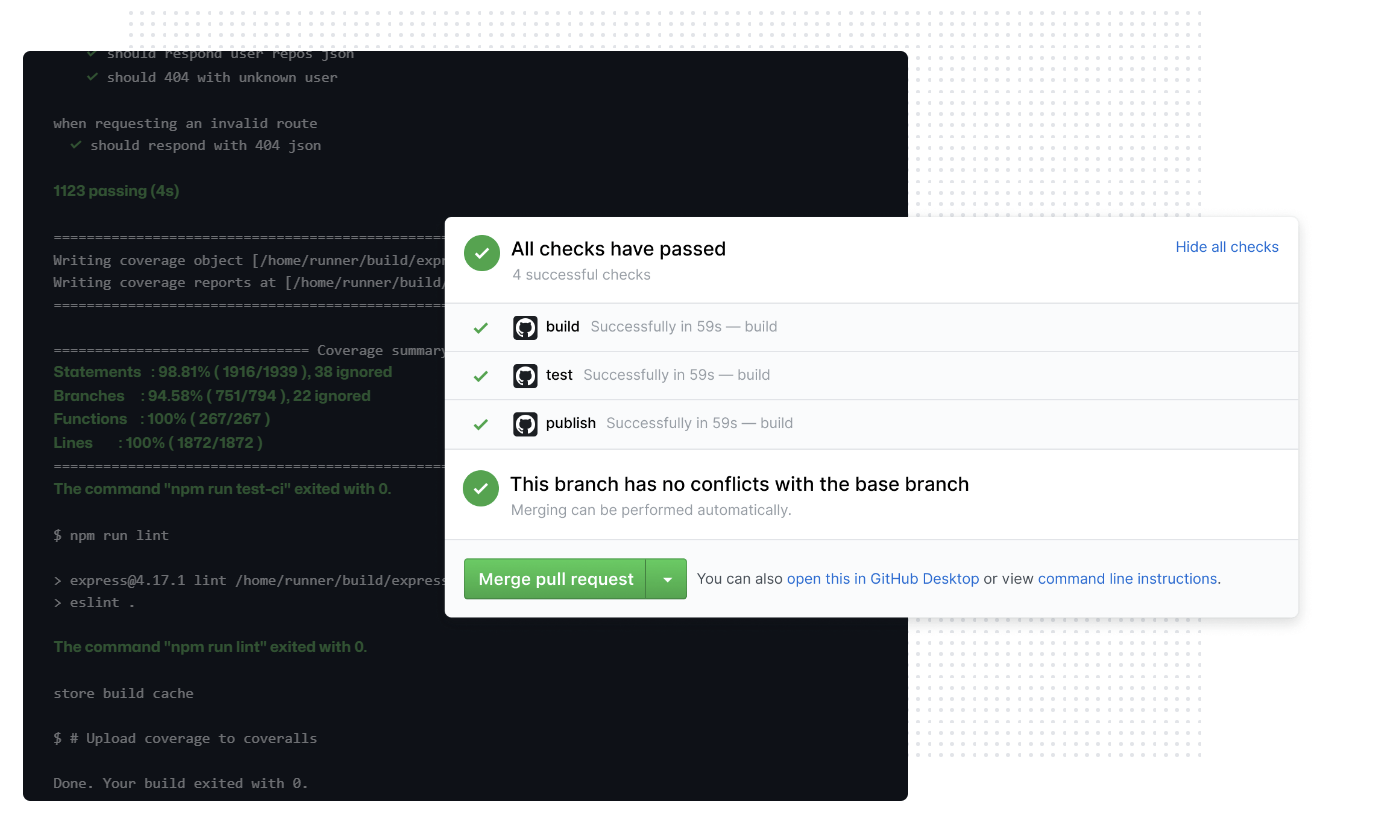 should respond user repos json
✓ should 404 with unknown user
when requesting an invalid route
✓ should respond with 404 json
1123 passing (4s)
Writing coverage object [/home/runner/build/expr
Writing coverage reports at [/home/runner/build/
============================== Coverage summary
Statements : 98.81% ( 1916/1939 ), 38 ignored
Branches : 94.58% ( 751/794 ), 22 ignored
Functions : 100% ( 267/267 )
Lines : 100% ( 1872/1872 )
The command "npm run test-ci" exited with 0.
$ npm run lint
> express@4.17.1 lint /home/runner/build/express
> eslint .
The command "npm run lint" exited with 0.
store build cache
$ # Upload coverage to coveralls
Done. Your build exited with 0.
All checks have passed
Hide all checks
4 successful checks
build Successfully in 59s — build
test Successfully in 59s — build
publish Successfully in 59s — build
This branch has no conflicts with the base branch
Merging can be performed automatically.
Merge pull request
You can also open this in GitHub Desktop or view command line instructions.